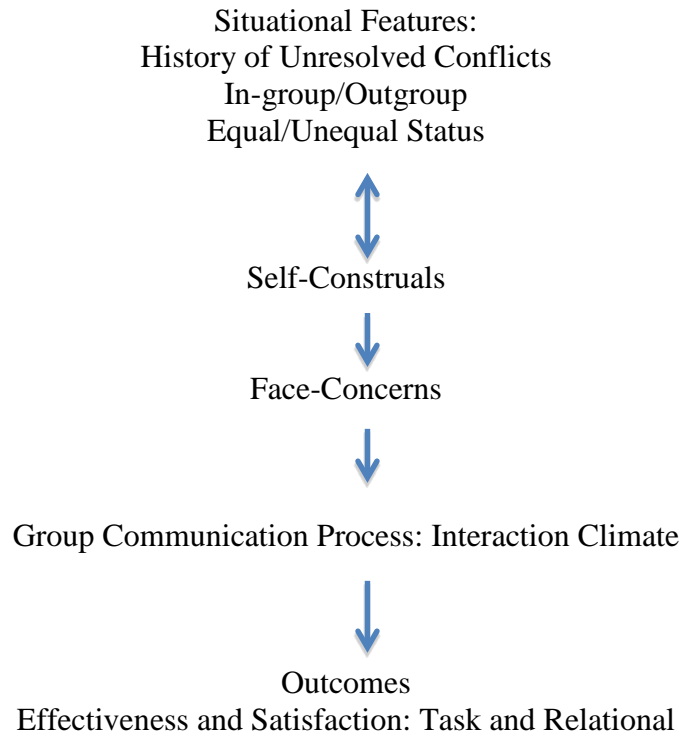 Situational Features:
History of Unresolved Conflicts
In-group/Outgroup
Equal/Unequal Status
Self-Construals
Face-Concerns
Group Communication Process: Interaction Climate
Outcomes
Effectiveness and Satisfaction: Task and Relational